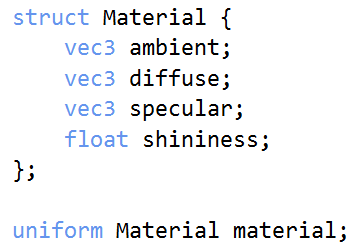 struct Material {
    vec3 ambient;
    vec3 diffuse;
    vec3 specular;
    float shininess;
};

uniform Material material;